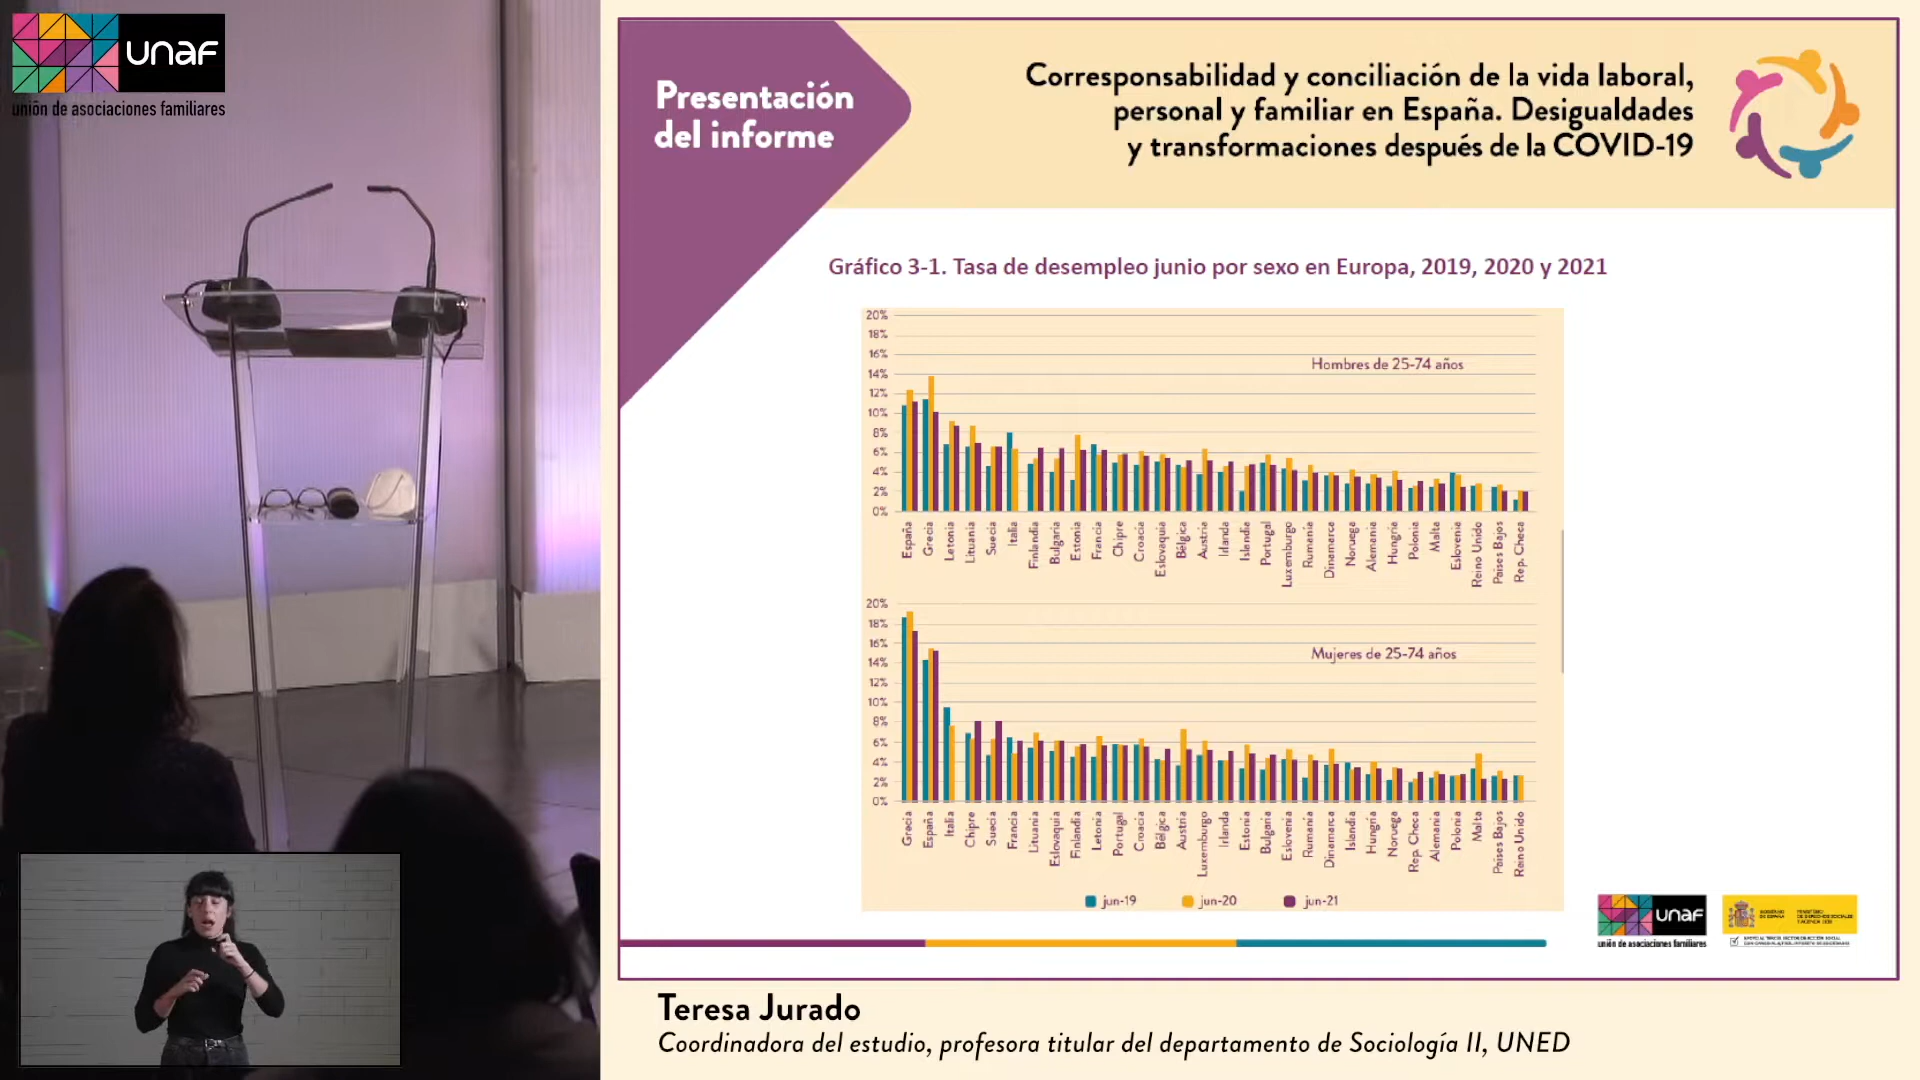 unaf
unión de asociaciones familiares
Presentación
del informe
Corresponsabilidad y conciliación de la vida laboral,
personal y familiar en España. Desigualdades
y transformaciones después de la COVID-19
Gráfico 3-1. Tasa de desempleo junio por sexo en Europa, 2019, 2020 y 2021
20%
18%
16%
14%
12%
10%
8%
6%
4%
2%
0%
Hombres de 25-74 años
España
Grecia
Letonia
Lituania
Suecia
Italia
Finlandia
Bulgaria
Estonia
Francia
Chipre
Croacia
Eslovaquia
Bélgica
Austria
Irlanda
Islandia
Portugal
Luxemburgo
Rumanía
Dinamarca
Noruega
Alemania
Hungría
Polonia
Malta
Eslovenia
Reino Unido
Países Bajos
Rep. Checa
20%
18%
16%
14%
12%
10%
8%
6%
4%
2%
0%
Mujeres de 25-74 años
Grecia
España
Italia
Chipre
Suecia
Francia
Lituania
Eslovaquia
Finlandia
Letonia
Portugal
Croacia
Bélgica
Austria
Luxemburgo
Irlanda
Estonia
Bulgaria
Eslovenia
Rumanía
Dinamarca
Islandia
Hungría
Noruega
Rep. Checa
Alemania
Polonia
Malta
Países Bajos
Reino Unido
jun-19
jun-20
jun-21
unaf
unión de asociaciones familiares
Teresa Jurado
Coordinadora del estudio, profesora titular del departamento de Sociología II, UNED